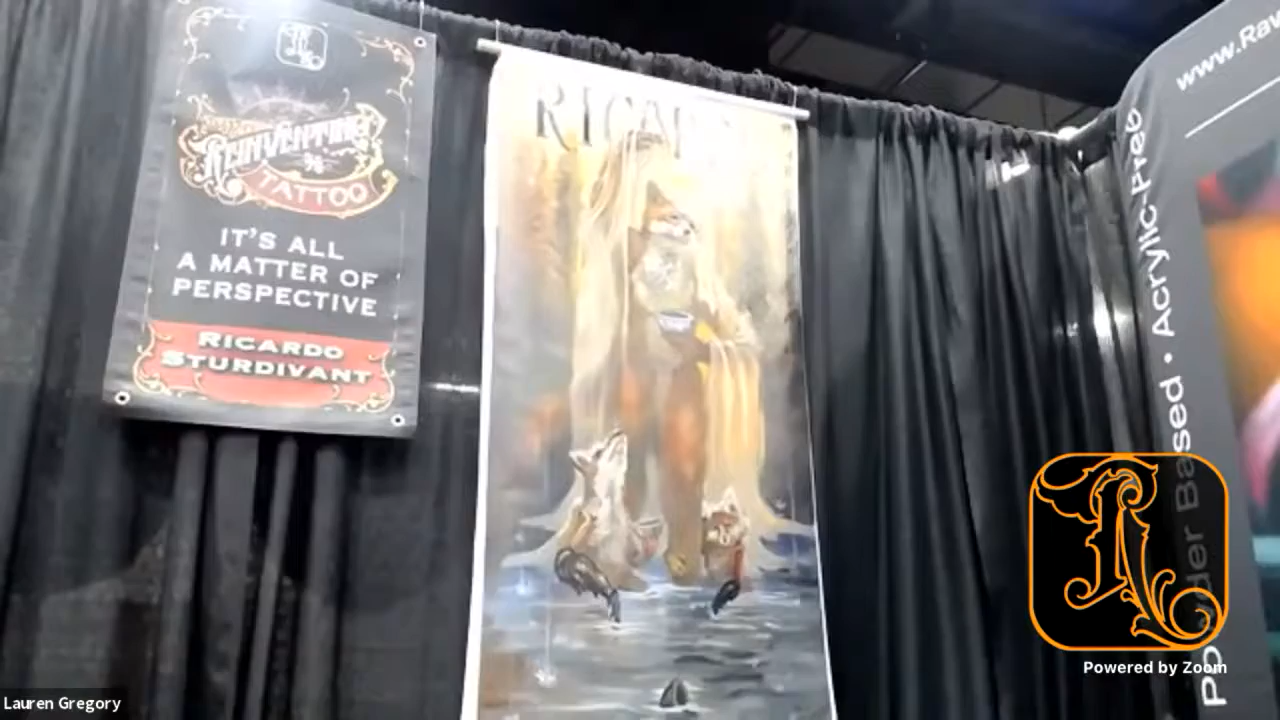 REINVENTING
TATTOO
IT'S ALL
A MATTER OF
PERSPECTIVE
RICARDO
STURDIVANT
www.Raw
Acrylic-Free
Powder Based •
Powered by Zoom
Lauren Gregory